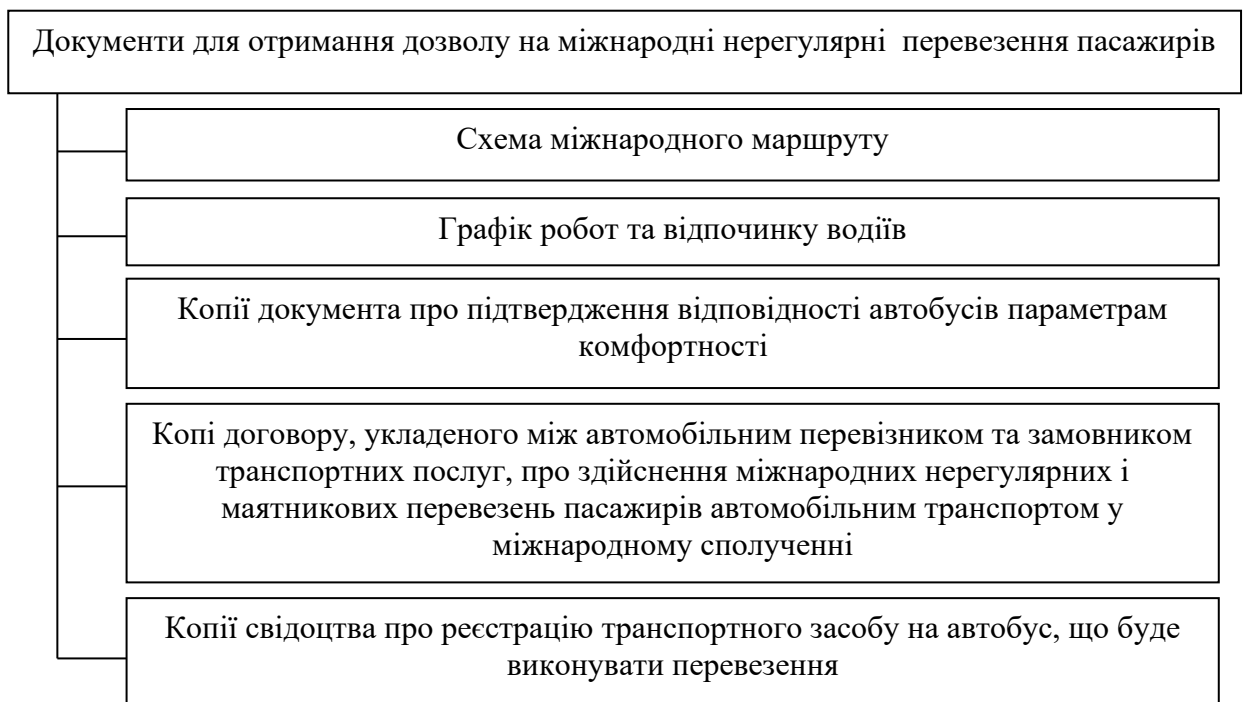 Документи для отримання дозволу на міжнародні нерегулярні  перевезення пасажирів
Схема міжнародного маршруту
Графік робот та відпочинку водіїв
Копії документа про підтвердження відповідності автобусів параметрам
комфортності
Копі договору, укладеного між автомобільним перевізником та замовником
транспортних послуг, про здійснення міжнародних нерегулярних і
маятникових перевезень пасажирів автомобільним транспортом у
міжнародному сполученні
Копії свідоцтва про реєстрацію транспортного засобу на автобус, що буде
виконувати перевезення